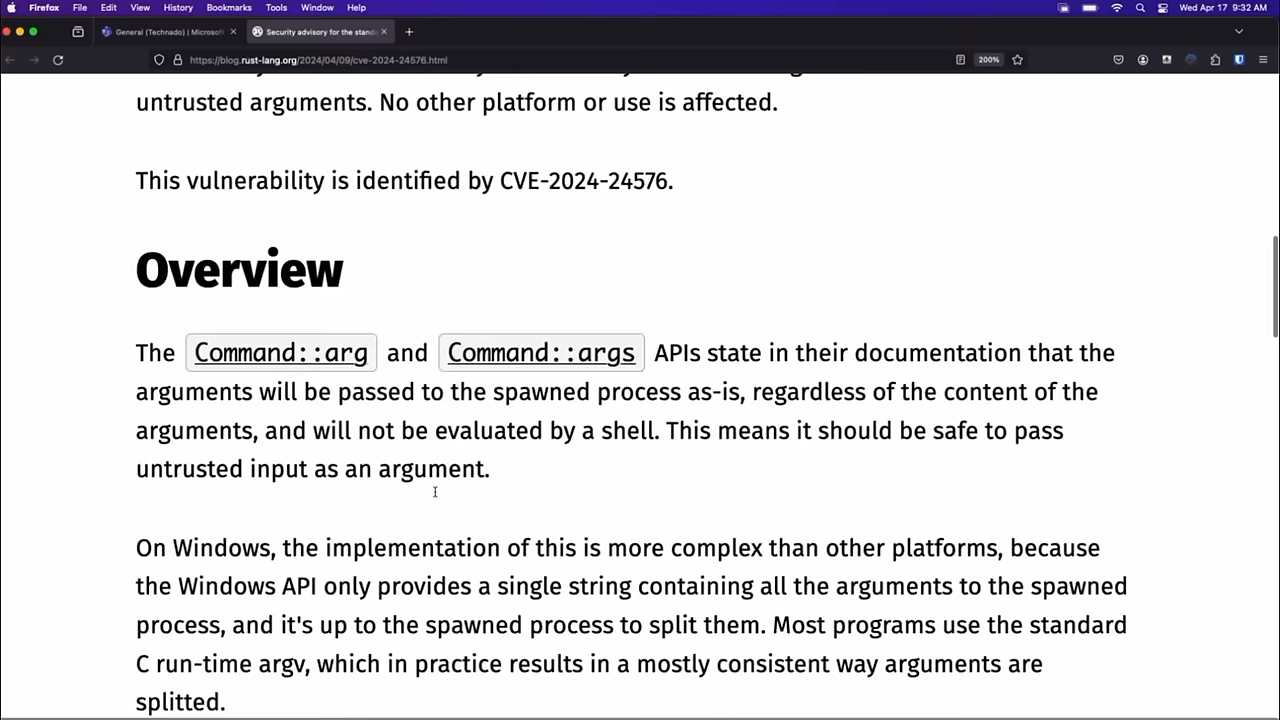 Firefox File Edit View History Bookmarks Tools Window Help Wed Apr 17 9:32 AM
General (Technado) | Microsof
Security advisory for the stand
https://blog.rust-lang.org/2024/04/09/cve-2024-24576.html 200%
untrusted arguments. No other platform or use is affected.
This vulnerability is identified by CVE-2024-24576.
Overview
The Command::arg and Command::args APIs state in their documentation that the
arguments will be passed to the spawned process as-is, regardless of the content of the
arguments, and will not be evaluated by a shell. This means it should be safe to pass
untrusted input as an argument.
On Windows, the implementation of this is more complex than other platforms, because
the Windows API only provides a single string containing all the arguments to the spawned
process, and it's up to the spawned process to split them. Most programs use the standard
C run-time argv, which in practice results in a mostly consistent way arguments are
splitted.